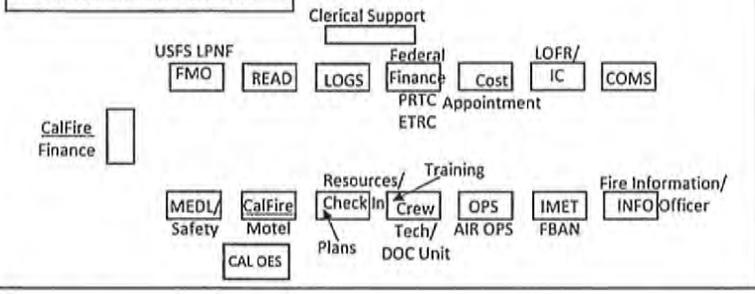 Clerical Support
USFS LPNF
FMO
READ
LOGS
Federal
Finance
PRTC
ETRC
Cost
Appointment
LOFR/
IC
COMS
CalFire
Finance
MEDL/
Safety
CalFire
Motel
Resources/
Check In
Plans
Training
Crew
Tech/
DOC Unit
OPS
AIR OPS
IMET
FBAN
Fire Information/
INFO Officer
CAL OES